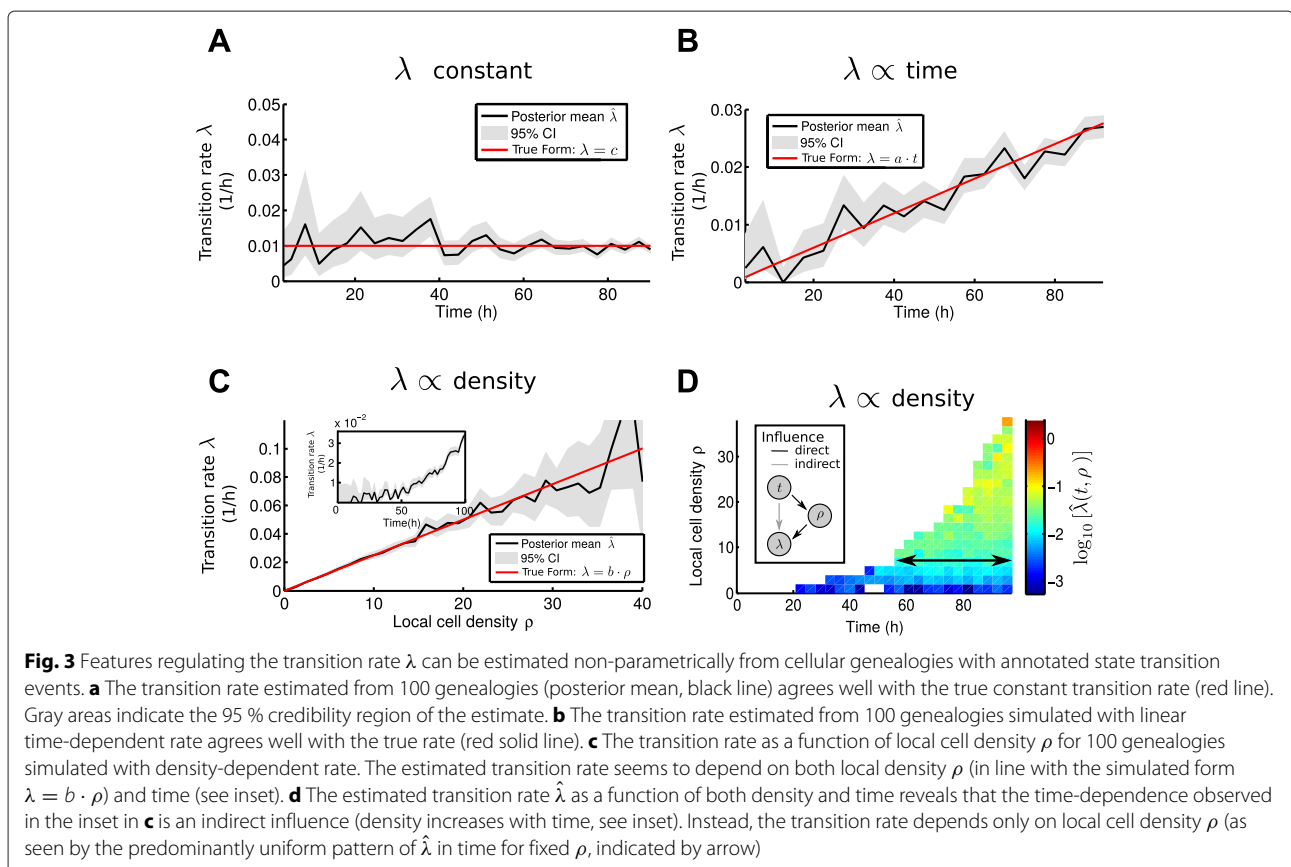 A
λ constant
Transition rate λ
(1/h)
0.05
0.04
0.03
0.02
0.01
0
Posterior mean λ̂
95% CI
True Form: λ = c
20
40
60
80
Time (h)
B
λ ∝ time
Transition rate λ
(1/h)
0.03
0.02
0.01
0
Posterior mean λ̂
95% CI
True Form: λ = a · t
20
40
60
80
Time (h)
C
λ ∝ density
Transition rate λ
(1/h)
0.1
0.08
0.06
0.04
0.02
0
x 10⁻²
Transition rate λ
(1/h)
3
2
1
0
50
100
Time(h)
Posterior mean λ̂
95% CI
True Form: λ = b · ρ
0
10
20
30
40
Local cell density ρ
D
λ ∝ density
Local cell density ρ
30
20
10
0
Influence
direct
indirect
t
ρ
λ
0
20
40
60
80
Time (h)
0
−1
−2
−3
log₁₀ [λ̂(t, ρ)]
Fig. 3 Features regulating the transition rate λ can be estimated non-parametrically from cellular genealogies with annotated state transition
events. a The transition rate estimated from 100 genealogies (posterior mean, black line) agrees well with the true constant transition rate (red line).
Gray areas indicate the 95 % credibility region of the estimate. b The transition rate estimated from 100 genealogies simulated with linear
time-dependent rate agrees well with the true rate (red solid line). c The transition rate as a function of local cell density ρ for 100 genealogies
simulated with density-dependent rate. The estimated transition rate seems to depend on both local density ρ (in line with the simulated form
λ = b · ρ) and time (see inset). d The estimated transition rate λ̂ as a function of both density and time reveals that the time-dependence observed
in the inset in c is an indirect influence (density increases with time, see inset). Instead, the transition rate depends only on local cell density ρ (as
seen by the predominantly uniform pattern of λ̂ in time for fixed ρ, indicated by arrow)